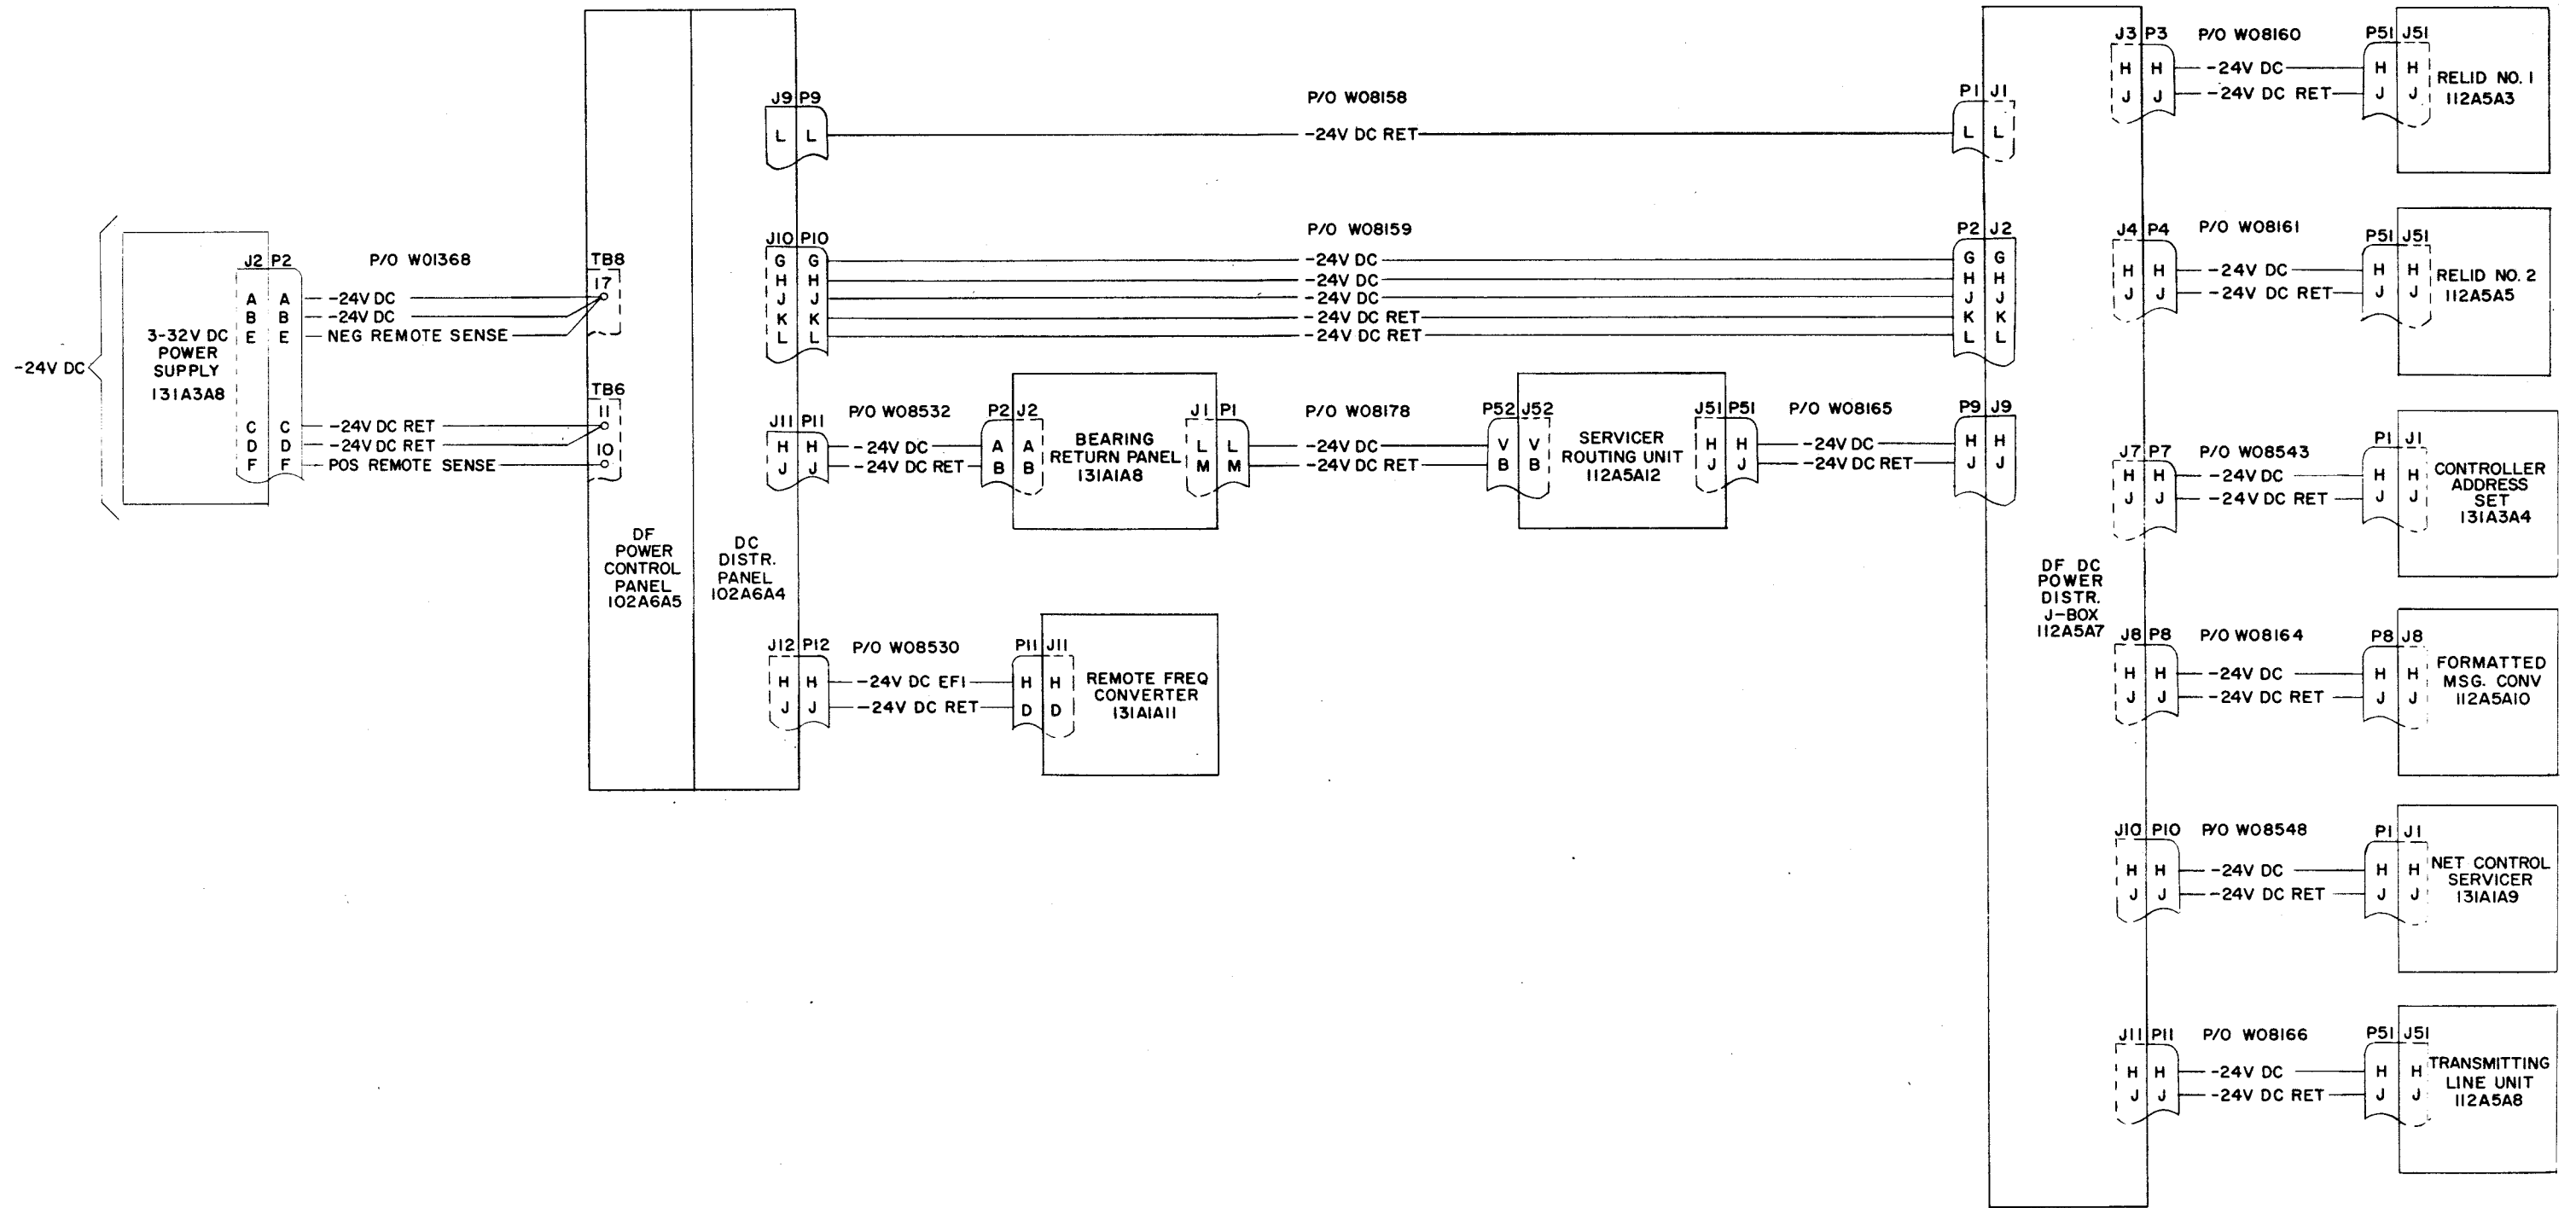 -24V DC
3-32V DC
POWER
SUPPLY
131A3A8
J2 P2
A A -24V DC
B B -24V DC
E E NEG REMOTE SENSE
C C -24V DC RET
D D -24V DC RET
F F POS REMOTE SENSE
P/O W01368
TB8
17
TB6
11
10
DF
POWER
CONTROL
PANEL
102A6A5
DC
DISTR.
PANEL
102A6A4
J9 P9
L L
P/O W08158
-24V DC RET
P1 J1
L L
J10 P10
G G
H H
J J
K K
L L
P/O W08159
-24V DC
-24V DC
-24V DC
-24V DC RET
-24V DC RET
P2 J2
G G
H H
J J
K K
L L
J11 P11
H H
J J
P/O W08532
-24V DC
-24V DC RET
P2 J2
A A
B B
BEARING
RETURN PANEL
131A1A8
J1 P1
L L
M M
P/O W08178
-24V DC
-24V DC RET
P52 J52
V V
B B
SERVICER
ROUTING UNIT
112A5A12
J51 P51
H H
J J
P/O W08165
-24V DC
-24V DC RET
P9 J9
H H
J J
J12 P12
H H
J J
P/O W08530
-24V DC EFI
-24V DC RET
P11 J11
H H
D D
REMOTE FREQ
CONVERTER
131A1A11
DF DC
POWER
DISTR.
J-BOX
112A5A7
J3 P3
H H
J J
P/O W08160
-24V DC
-24V DC RET
P51 J51
H H
J J
RELID NO. 1
112A5A3
J4 P4
H H
J J
P/O W08161
-24V DC
-24V DC RET
P51 J51
H H
J J
RELID NO. 2
112A5A5
J7 P7
H H
J J
P/O W08543
-24V DC
-24V DC RET
P1 J1
H H
J J
CONTROLLER
ADDRESS
SET
131A3A4
J8 P8
H H
J J
P/O W08164
-24V DC
-24V DC RET
P8 J8
H H
J J
FORMATTED
MSG. CONV
112A5A10
J10 P10
H H
J J
P/O W08548
-24V DC
-24V DC RET
P1 J1
H H
J J
NET CONTROL
SERVICER
131A1A9
J11 P11
H H
J J
P/O W08166
-24V DC
-24V DC RET
P51 J51
H H
J J
TRANSMITTING
LINE UNIT
112A5A8